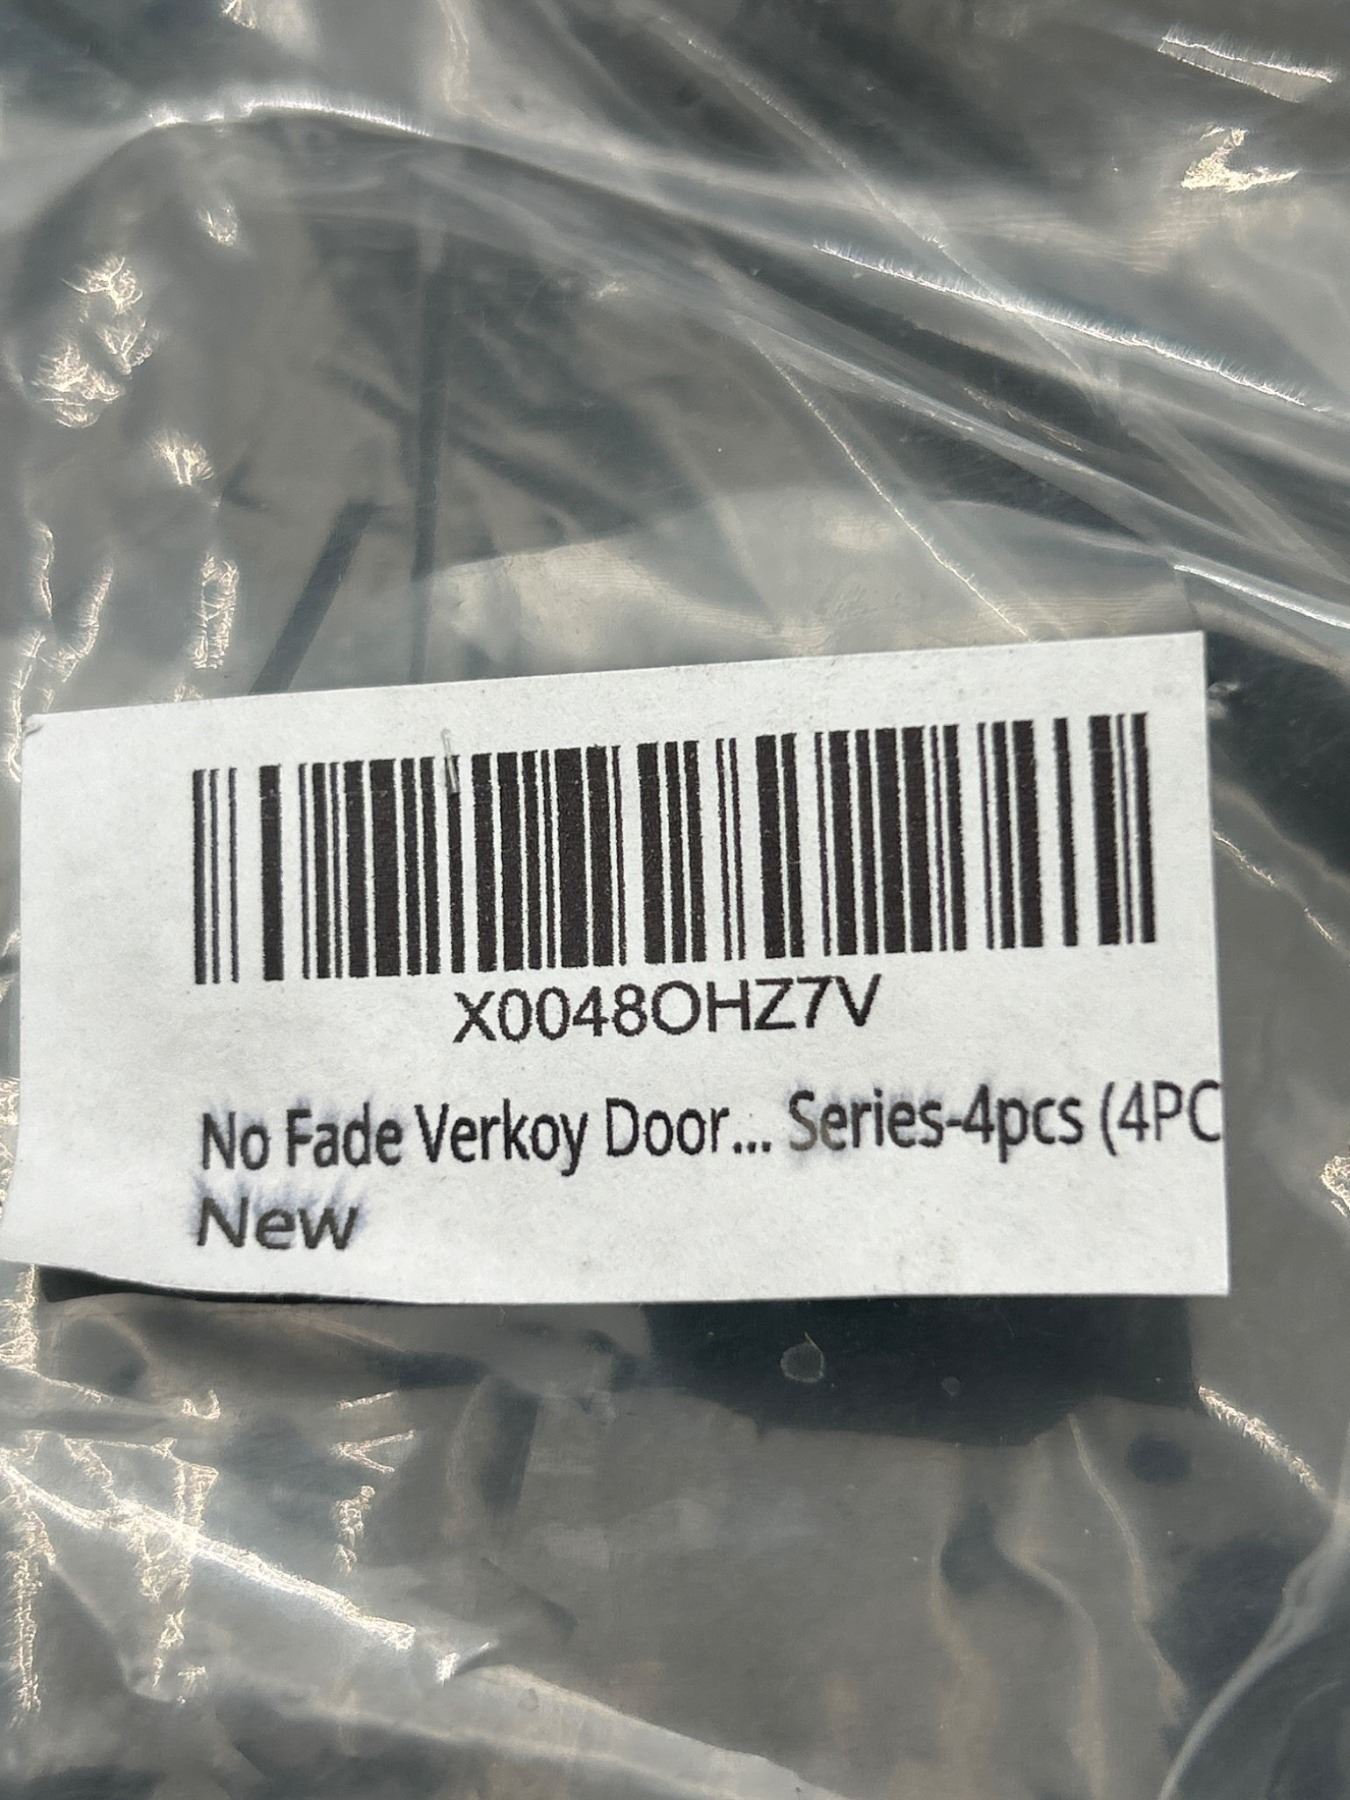 X0048OHZ7V
No Fade Verkoy Door... Series-4pcs (4PC
New